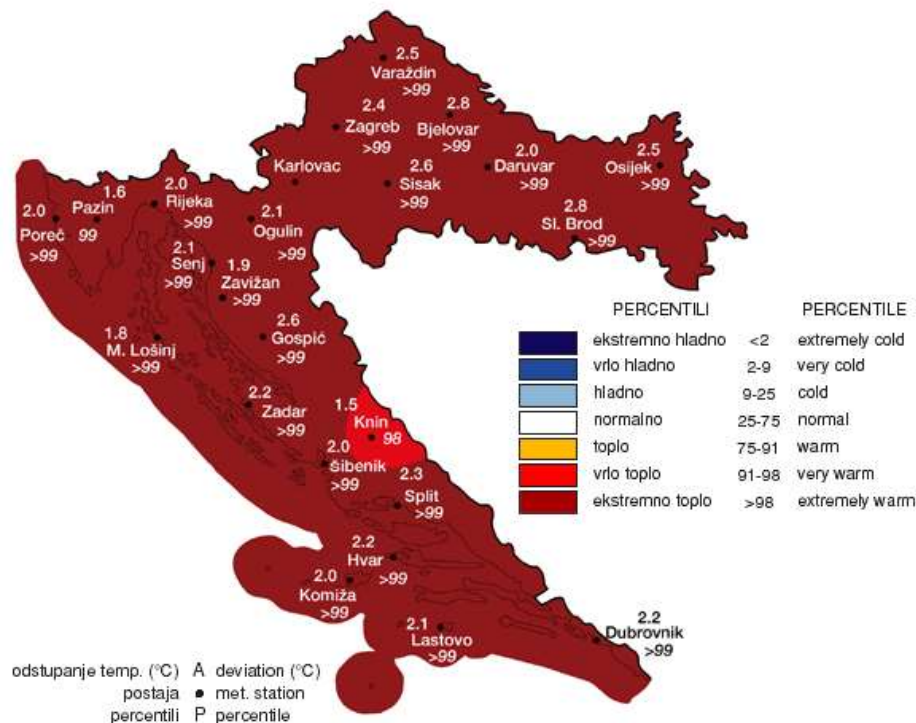 2.5
Varaždin
>99
2.4
Zagreb
>99
2.8
Bjelovar
>99
2.0
Daruvar
>99
2.5
Osijek
>99
Karlovac
2.6
Sisak
>99
2.8
Sl. Brod
>99
2.0
Poreč
>99
1.6
Pazin
99
2.0
Rijeka
>99
2.1
Ogulin
>99
2.1
Senj
>99
1.9
Zavižan
>99
1.8
M. Lošinj
>99
2.6
Gospić
>99
2.2
Zadar
>99
1.5
Knin
98
2.0
Šibenik
>99
2.3
Split
>99
2.2
Hvar
>99
2.0
Komiža
>99
2.1
Lastovo
>99
2.2
Dubrovnik
>99
PERCENTILI PERCENTILE
ekstremno hladno <2 extremely cold
vrlo hladno 2-9 very cold
hladno 9-25 cold
normalno 25-75 normal
toplo 75-91 warm
vrlo toplo 91-98 very warm
ekstremno toplo >98 extremely warm
odstupanje temp. (°C) A deviation (°C)
postaja ● met. station
percentili P percentile